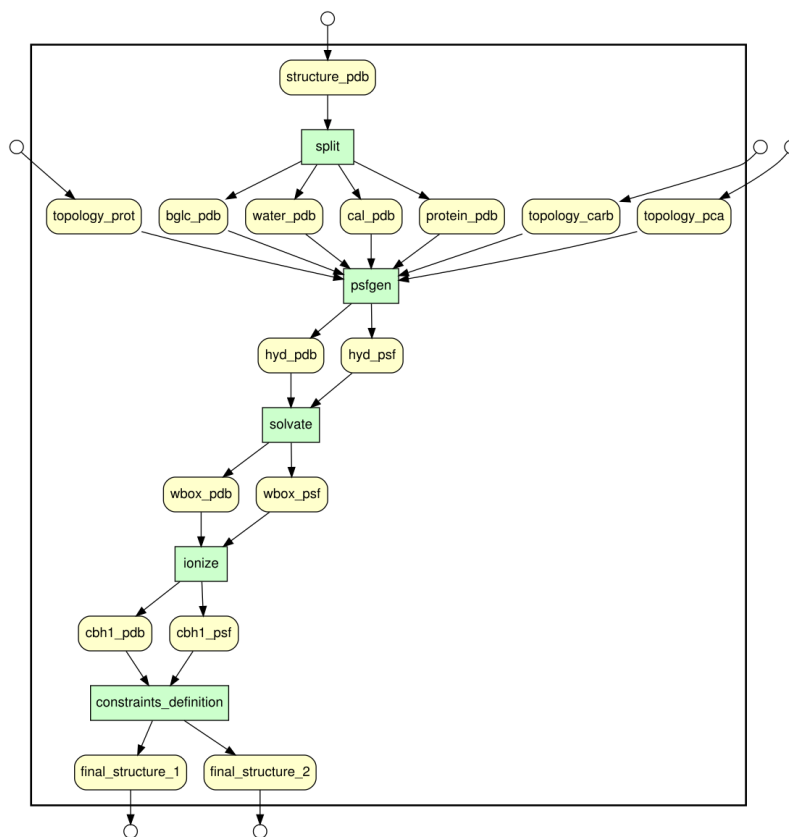 structure_pdb
split
topology_prot
bglc_pdb
water_pdb
cal_pdb
protein_pdb
topology_carb
topology_pca
psfgen
hyd_pdb
hyd_psf
solvate
wbox_pdb
wbox_psf
ionize
cbh1_pdb
cbh1_psf
constraints_definition
final_structure_1
final_structure_2